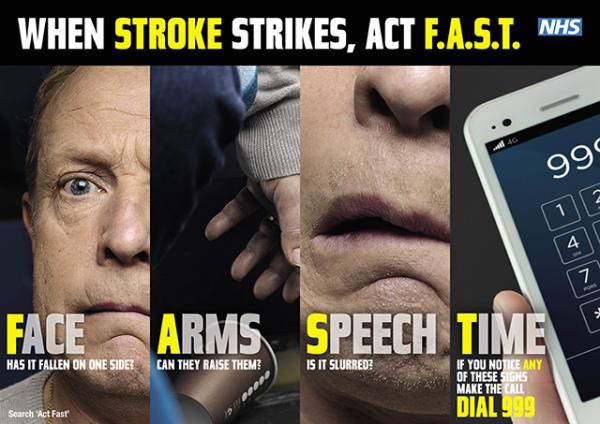 WHEN STROKE STRIKES, ACT F.A.S.T.
NHS
FACE
HAS IT FALLEN ON ONE SIDE?
ARMS
CAN THEY RAISE THEM?
SPEECH
IS IT SLURRED?
TIME
IF YOU NOTICE ANY
OF THESE SIGNS
MAKE THE CALL
DIAL 999
4G
999
1 2
4
7
*
Search 'Act Fast'